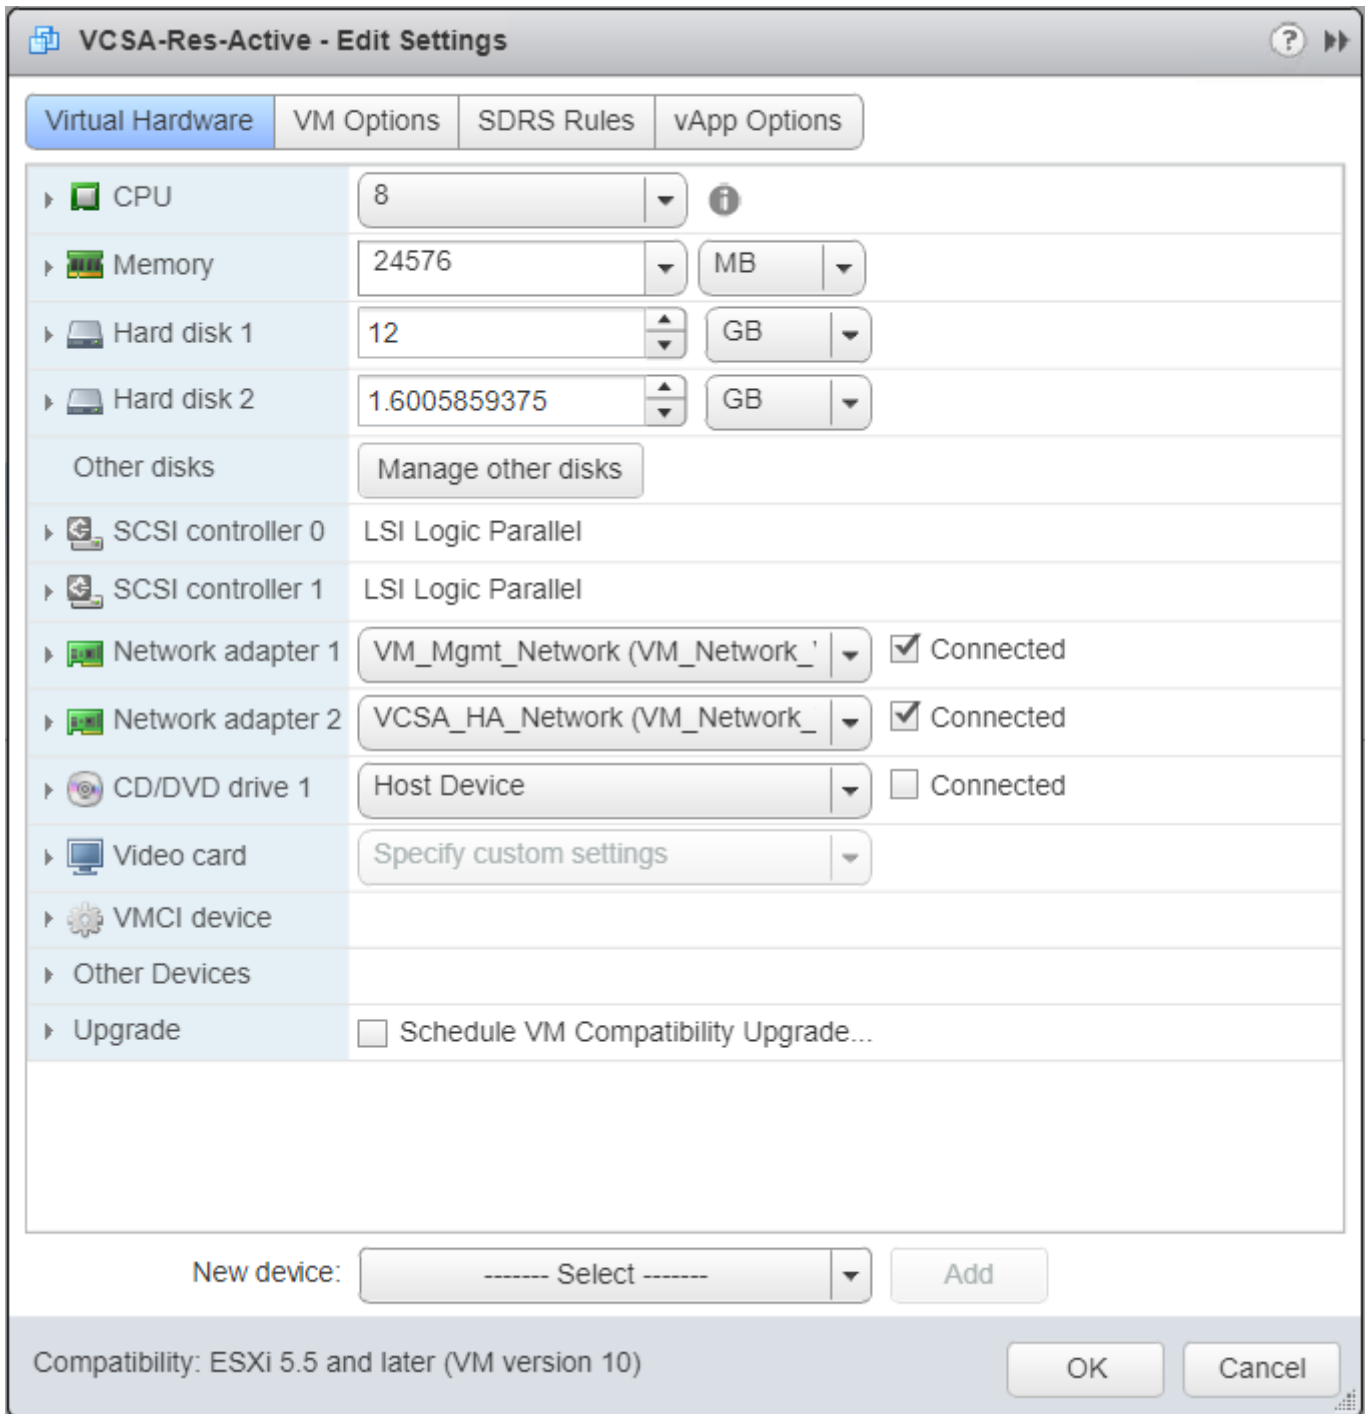 VCSA-Res-Active - Edit Settings
Virtual Hardware VM Options SDRS Rules vApp Options
CPU 8
Memory 24576 MB
Hard disk 1 12 GB
Hard disk 2 1.6005859375 GB
Other disks Manage other disks
SCSI controller 0 LSI Logic Parallel
SCSI controller 1 LSI Logic Parallel
Network adapter 1 VM_Mgmt_Network (VM_Network_ Connected
Network adapter 2 VCSA_HA_Network (VM_Network_ Connected
CD/DVD drive 1 Host Device Connected
Video card Specify custom settings
VMCI device
Other Devices
Upgrade Schedule VM Compatibility Upgrade...
New device: ------- Select ------- Add
Compatibility: ESXi 5.5 and later (VM version 10) OK Cancel